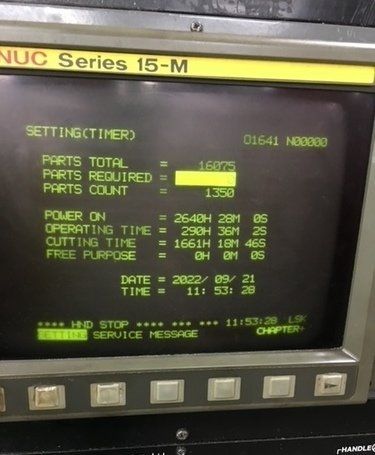 NUC Series 15-M
SETTING(TIMER) O1641 N00000
PARTS TOTAL = 16075
PARTS REQUIRED =
PARTS COUNT = 1350
POWER ON = 2640H 28M 0S
OPERATING TIME = 290H 36M 2S
CUTTING TIME = 1661H 18M 46S
FREE PURPOSE = 0H 0M 0S
DATE = 2022/ 09/ 21
TIME = 11: 53: 28
**** HND STOP **** *** *** 11:53:28 LSK
SETTING SERVICE MESSAGE CHAPTER+
HANDLE